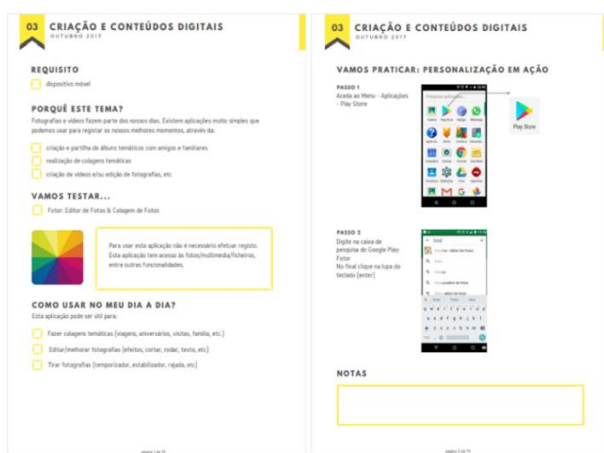 03 CRIAÇÃO E CONTEÚDOS DIGITAIS
OUTUBRO 2017
REQUISITO
dispositivo móvel
PORQUÊ ESTE TEMA?
Fotografias e vídeos fazem parte dos nossos dias. Existem aplicações muito simples que
podemos usar para registar os nossos melhores momentos, através da:
criação e partilha de álbuns temáticos com amigos e familiares
realização de colagens temáticas
criação de vídeos e/ou edição de fotografias, etc
VAMOS TESTAR...
Fotor: Editor de Fotos & Colagem de Fotos
Para usar esta aplicação não é necessário efetuar registo.
Esta aplicação tem acesso às fotos/multimédia/ficheiros,
entre outras funcionalidades.
COMO USAR NO MEU DIA A DIA?
Esta aplicação pode ser útil para:
Fazer colagens temáticas (viagens, aniversários, visitas, família, etc.)
Editar/melhorar fotografias (efeitos, cortar, rodar, texto, etc)
Tirar fotografias (temporizador, estabilizador, rajada, etc)
03 CRIAÇÃO E CONTEÚDOS DIGITAIS
OUTUBRO 2017
VAMOS PRATICAR: PERSONALIZAÇÃO EM AÇÃO
PASSO 1
Aceda ao Menu - Aplicações
- Play Store
Play Store
PASSO 2
Digite na caixa de
pesquisa do Google Play:
Fotor
No final clique na lupa do
teclado (enter)
NOTAS